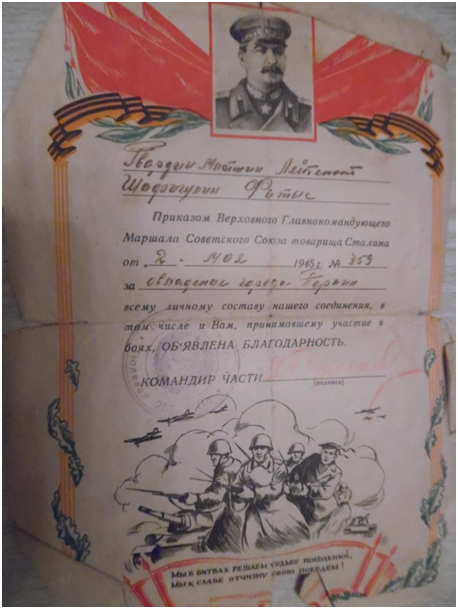 Гвардии Младший Лейтенант
Шафигулин Фатых
Приказом Верховного Главнокомандующего
Маршала Советского Союза товарища Сталина
от 2. мая 1945 г. № 359
за овладение городом Берлин
всему личному составу нашего соединения, в
том числе и Вам, принимавшему участие в
боях, ОБ'ЯВЛЕНА БЛАГОДАРНОСТЬ.
КОМАНДИР ЧАСТИ
(подпись)
МЫ В БИТВАХ РЕШАЕМ СУДЬБУ ПОКОЛЕНИЙ,
МЫ К СЛАВЕ ОТЧИЗНУ СВОЮ ПОВЕДЕМ!